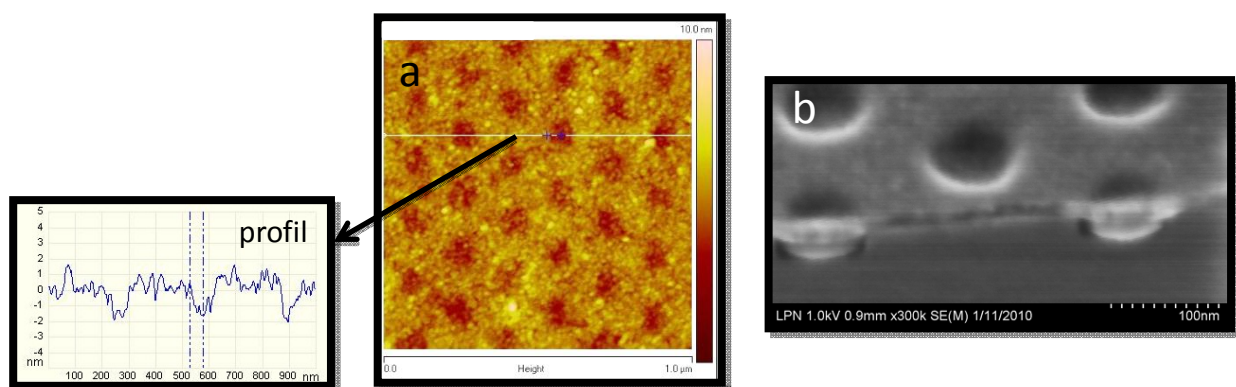 a
10.0 nm
0.0
Height
1.0 µm
profil
5
4
3
2
1
0
-1
-2
-3
-4
nm
100 200 300 400 500 600 700 800 900 nm
b
LPN 1.0kV 0.9mm x300k SE(M) 1/11/2010
100nm